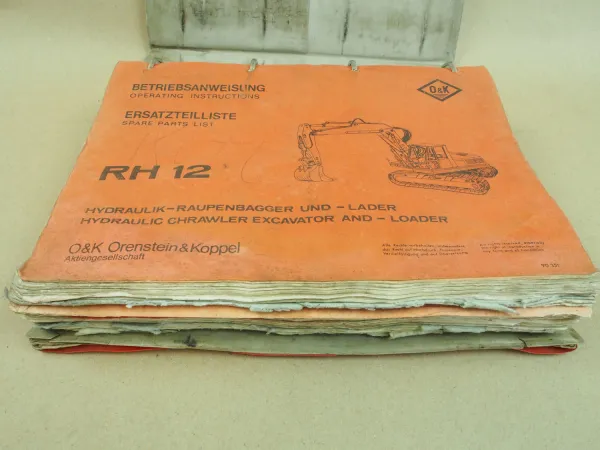 BETRIEBSANWEISUNG
OPERATING INSTRUCTIONS
ERSATZTEILLISTE
SPARE PARTS LIST
O&K
RH 12
HYDRAULIK-RAUPENBAGGER UND - LADER
HYDRAULIC CHRAWLER EXCAVATOR AND - LOADER
O&K Orenstein & Koppel
Aktiengesellschaft